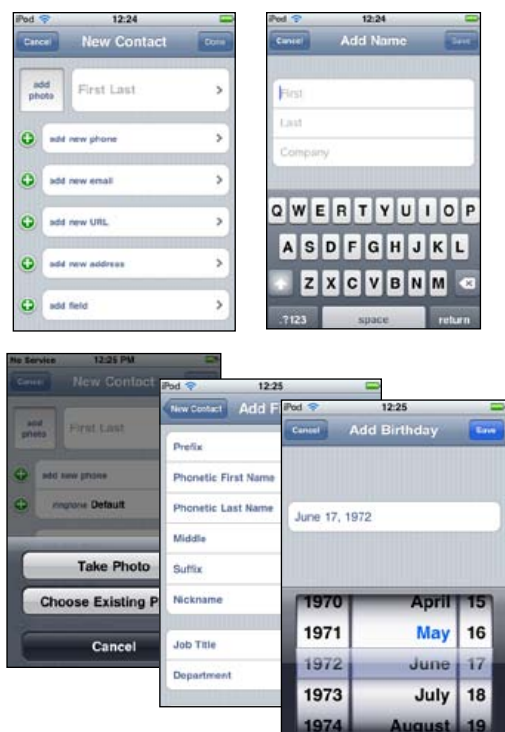 iPod 12:24
Cancel New Contact Done
add photo
First Last
add new phone
add new email
add new URL
add new address
add field
iPod 12:24
Cancel Add Name Save
First
Last
Company
Q W E R T Y U I O P
A S D F G H J K L
Z X C V B N M
.?123 space return
No Service 12:25 PM
Cancel New Contact
add photo
First Last
add new phone
ringtone Default
Take Photo
Choose Existing P
Cancel
iPod 12:25
New Contact Add F
Prefix
Phonetic First Name
Phonetic Last Name
Middle
Suffix
Nickname
Job Title
Department
iPod 12:25
Cancel Add Birthday Save
June 17, 1972
1970 April 15
1971 May 16
1972 June 17
1973 July 18
1974 August 19